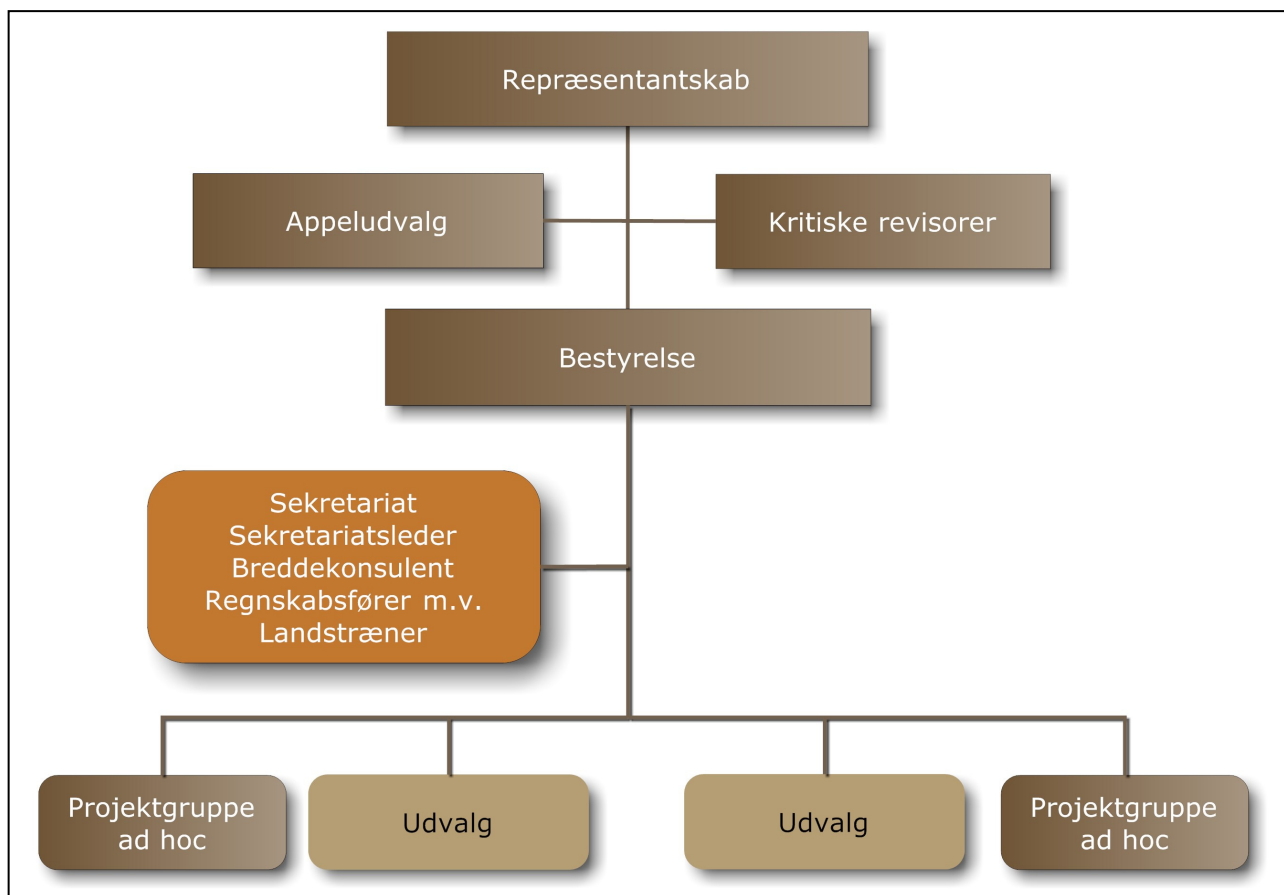 Repræsentantskab
Appeludvalg
Kritiske revisorer
Bestyrelse
Sekretariat
Sekretariatsleder
Breddekonsulent
Regnskabsfører m.v.
Landstræner
Projektgruppe
ad hoc
Udvalg
Udvalg
Projektgruppe
ad hoc